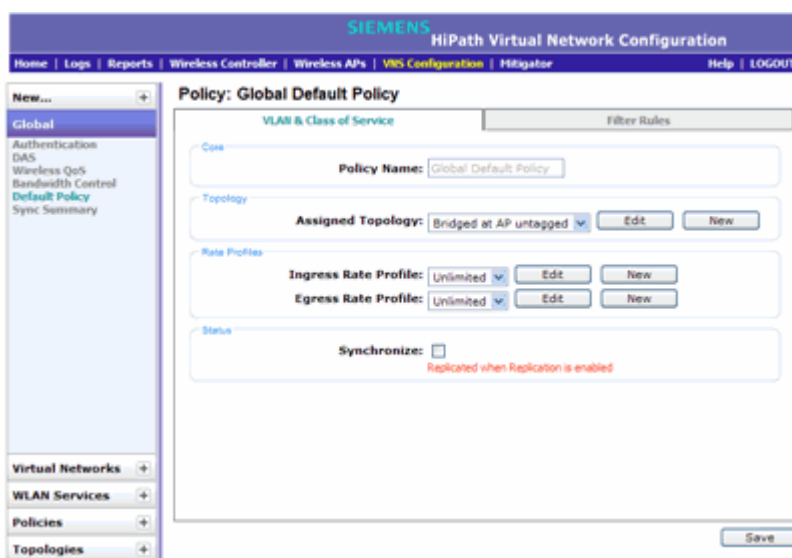 SIEMENS
HiPath Virtual Network Configuration
Home | Logs | Reports | Wireless Controller | Wireless APs | VNS Configuration | Mitigator Help | LOGOUT
New... +
Global
Authentication
DAS
Wireless QoS
Bandwidth Control
Default Policy
Sync Summary
Virtual Networks +
WLAN Services +
Policies +
Topologies +
Policy: Global Default Policy
VLAN & Class of Service Filter Rules
Core
Policy Name: Global Default Policy
Topology
Assigned Topology: Bridged at AP untagged Edit New
Rate Profiles
Ingress Rate Profile: Unlimited Edit New
Egress Rate Profile: Unlimited Edit New
Status
Synchronize:
Replicated when Replication is enabled
Save